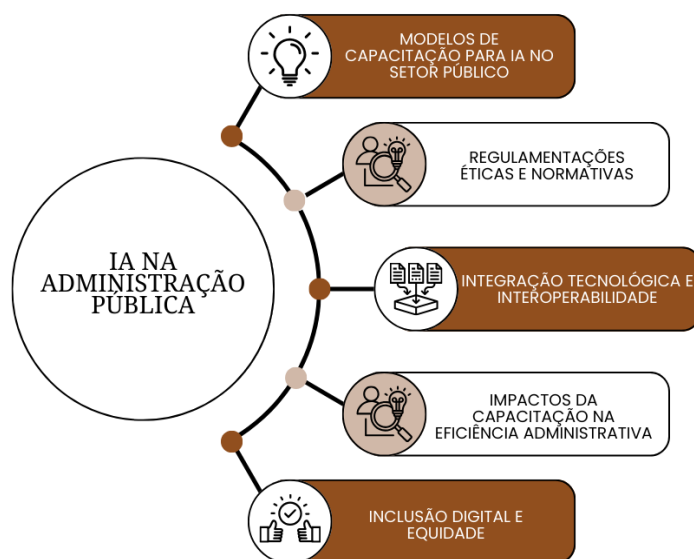 MODELOS DE
CAPACITAÇÃO PARA IA NO
SETOR PÚBLICO
REGULAMENTAÇÕES
ÉTICAS E NORMATIVAS
IA NA
ADMINISTRAÇÃO
PÚBLICA
INTEGRAÇÃO TECNOLÓGICA E
INTEROPERABILIDADE
IMPACTOS DA
CAPACITAÇÃO NA
EFICIÊNCIA ADMINISTRATIVA
INCLUSÃO DIGITAL E
EQUIDADE